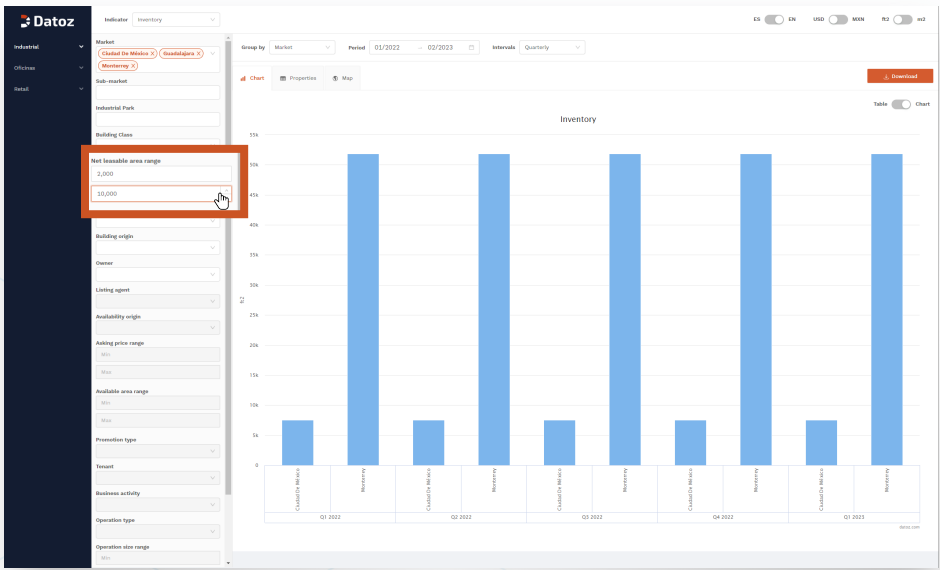 Datoz
Indicator
Inventory
ES
EN
USD
MXN
ft2
m2
Industrial
Oficinas
Retail
Market
Ciudad De México ×
Guadalajara ×
Monterrey ×
Sub-market
Industrial Park
Building Class
Net leasable area range
2,000
10,000
Building origin
Owner
Listing agent
Availability origin
Asking price range
Min
Max
Available area range
Min
Max
Promotion type
Tenant
Business activity
Operation type
Operation size range
Min
Group by
Market
Period
01/2022
→
02/2023
Intervals
Quarterly
Chart
Properties
Map
Download
Table
Chart
Inventory
55k
50k
45k
40k
35k
30k
25k
20k
15k
10k
5k
0
ft2
Ciudad De México
Monterrey
Ciudad De México
Monterrey
Ciudad De México
Monterrey
Ciudad De México
Monterrey
Ciudad De México
Monterrey
Q1 2022
Q2 2022
Q3 2022
Q4 2022
Q1 2023
datoz.com